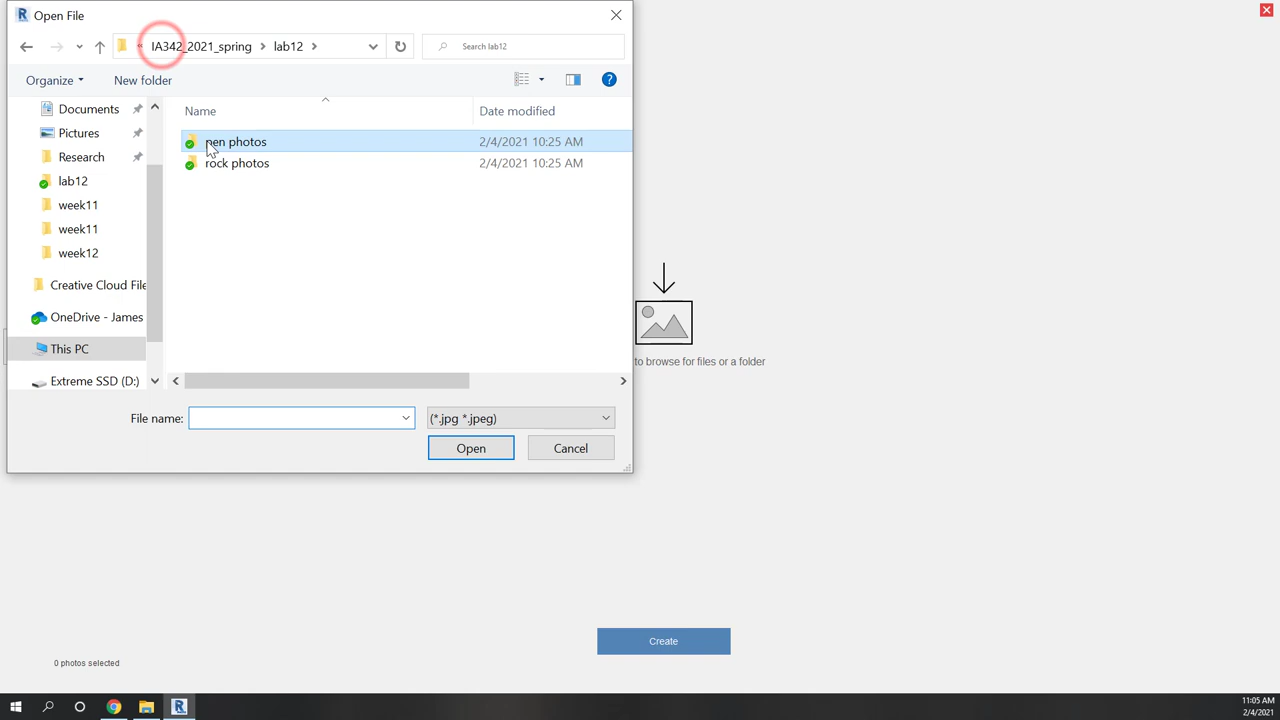 Open File
« IA342_2021_spring > lab12 >
Search lab12
Organize
New folder
Name
Date modified
Documents
Pictures
Research
lab12
week11
week11
week12
Creative Cloud File
OneDrive - James
This PC
Extreme SSD (D:)
pen photos 2/4/2021 10:25 AM
rock photos 2/4/2021 10:25 AM
File name:
(*.jpg *.jpeg)
Open
Cancel
to browse for files or a folder
Create
0 photos selected
11:05 AM
2/4/2021